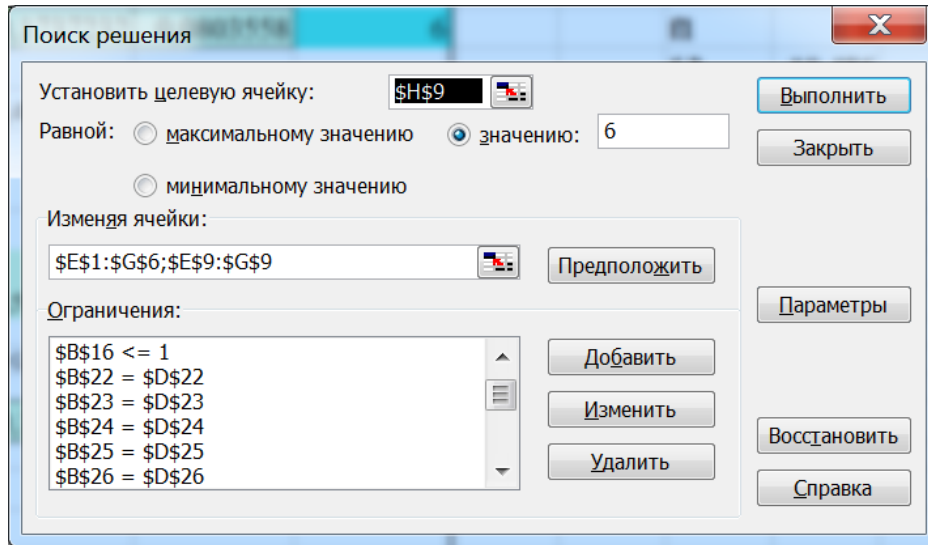 Поиск решения
Установить целевую ячейку: $H$9
Выполнить
Равной: максимальному значению значению: 6
Закрыть
минимальному значению
Изменяя ячейки:
$E$1:$G$6;$E$9:$G$9
Предположить
Параметры
Ограничения:
$B$16 <= 1
$B$22 = $D$22
$B$23 = $D$23
$B$24 = $D$24
$B$25 = $D$25
$B$26 = $D$26
Добавить
Изменить
Удалить
Восстановить
Справка